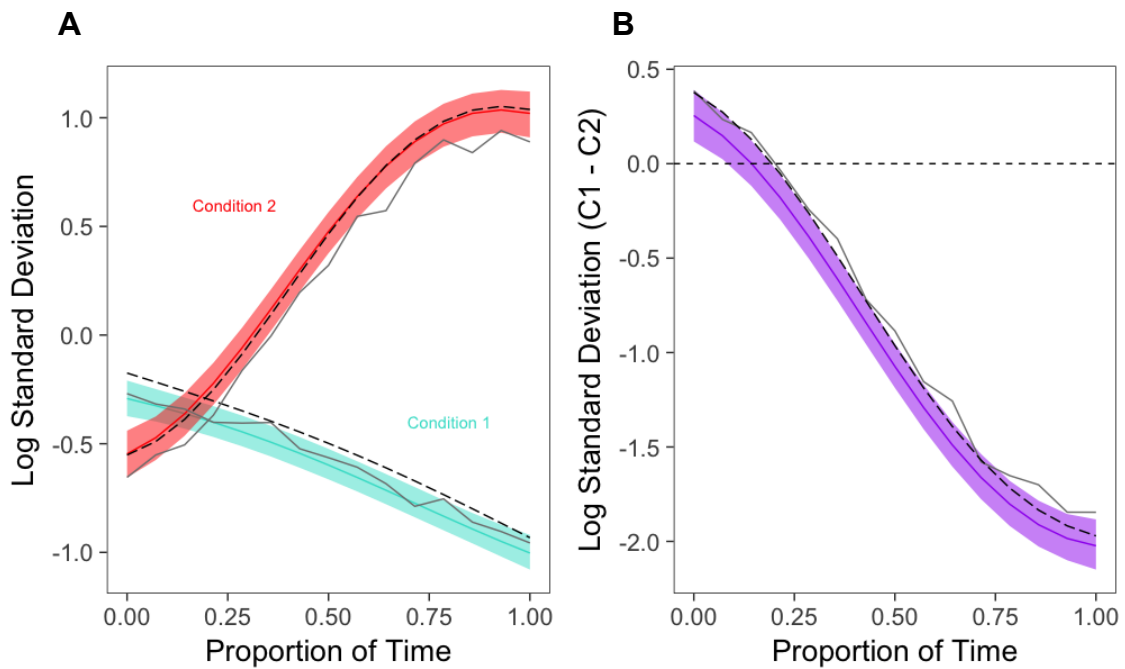 A
Log Standard Deviation
1.0
0.5
0.0
-0.5
-1.0
Condition 2
Condition 1
0.00 0.25 0.50 0.75 1.00
Proportion of Time
B
Log Standard Deviation (C1 - C2)
0.5
0.0
-0.5
-1.0
-1.5
-2.0
0.00 0.25 0.50 0.75 1.00
Proportion of Time